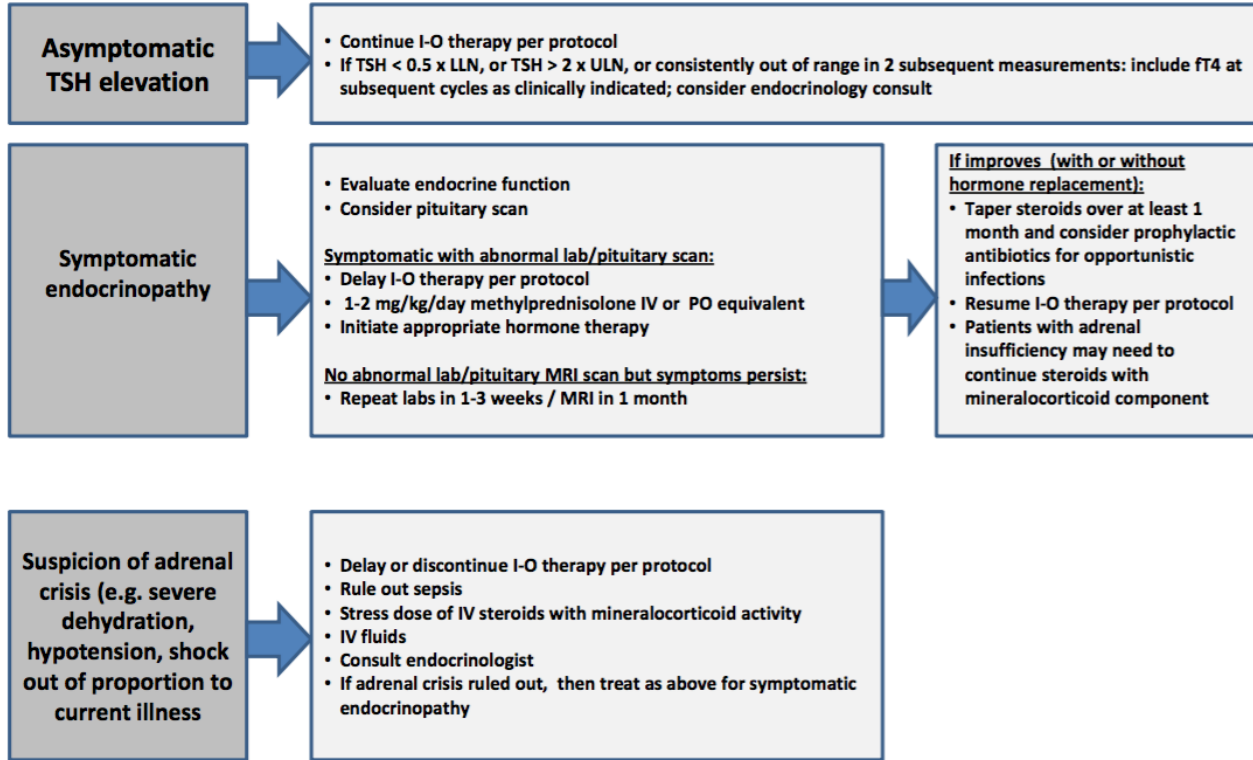 Asymptomatic
TSH elevation
• Continue I-O therapy per protocol
• If TSH < 0.5 x LLN, or TSH > 2 x ULN, or consistently out of range in 2 subsequent measurements: include fT4 at
subsequent cycles as clinically indicated; consider endocrinology consult
Symptomatic
endocrinopathy
• Evaluate endocrine function
• Consider pituitary scan
Symptomatic with abnormal lab/pituitary scan:
• Delay I-O therapy per protocol
• 1-2 mg/kg/day methylprednisolone IV or PO equivalent
• Initiate appropriate hormone therapy
No abnormal lab/pituitary MRI scan but symptoms persist:
• Repeat labs in 1-3 weeks / MRI in 1 month
If improves (with or without
hormone replacement):
• Taper steroids over at least 1
month and consider prophylactic
antibiotics for opportunistic
infections
• Resume I-O therapy per protocol
• Patients with adrenal
insufficiency may need to
continue steroids with
mineralocorticoid component
Suspicion of adrenal
crisis (e.g. severe
dehydration,
hypotension, shock
out of proportion to
current illness
• Delay or discontinue I-O therapy per protocol
• Rule out sepsis
• Stress dose of IV steroids with mineralocorticoid activity
• IV fluids
• Consult endocrinologist
• If adrenal crisis ruled out, then treat as above for symptomatic
endocrinopathy